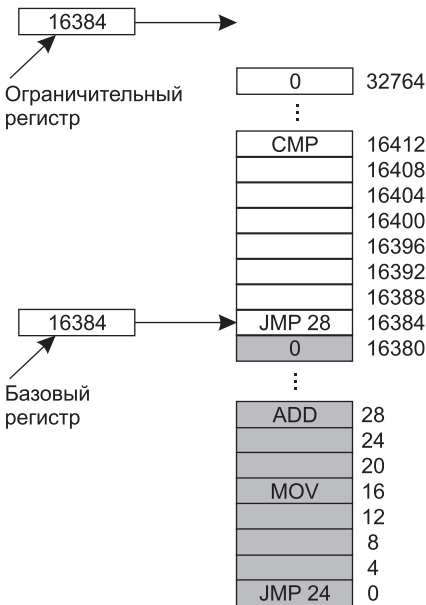 16384
Ограничительный
регистр
0 32764
⋮
CMP 16412
16408
16404
16400
16396
16392
16388
16384 JMP 28 16384
0 16380
Базовый
регистр
⋮
ADD 28
24
20
MOV 16
12
8
4
JMP 24 0